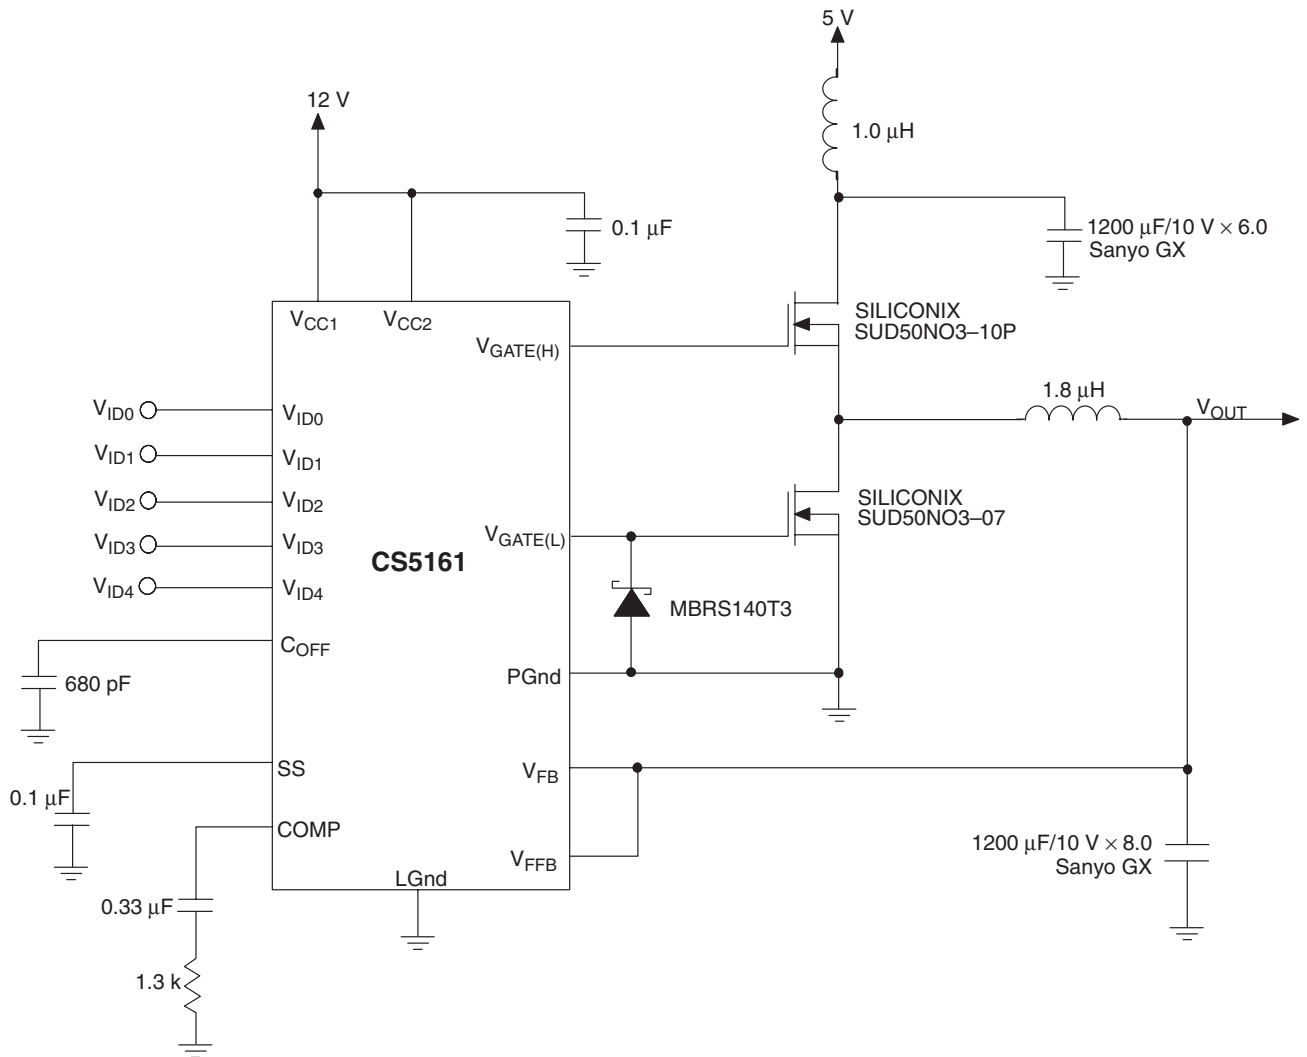 5 V
12 V
1.0 μH
0.1 μF
1200 μF/10 V × 6.0
Sanyo GX
VCC1
VCC2
VGATE(H)
SILICONIX
SUD50NO3–10P
1.8 μH
VOUT
VID0
VID0
VID1
VID1
VID2
VID2
VID3
VID3
VID4
VID4
CS5161
VGATE(L)
SILICONIX
SUD50NO3–07
MBRS140T3
COFF
680 pF
PGnd
SS
0.1 μF
VFB
COMP
VFFB
1200 μF/10 V × 8.0
Sanyo GX
LGnd
0.33 μF
1.3 k